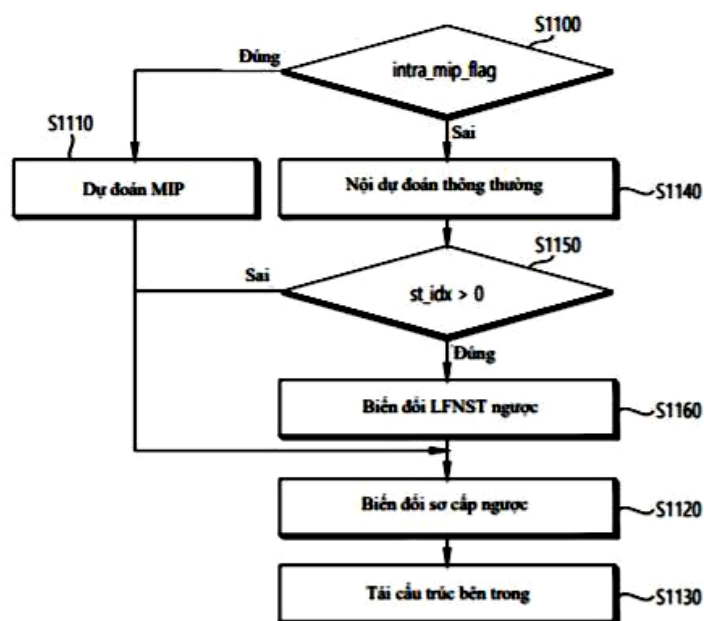 S1100
Đúng
intra_mip_flag
S1110
Sai
Dự đoán MIP
Nội dự đoán thông thường
S1140
S1150
Sai
st_idx > 0
Đúng
Biến đổi LFNST ngược
S1160
Biến đổi sơ cấp ngược
S1120
Tái cấu trúc bên trong
S1130